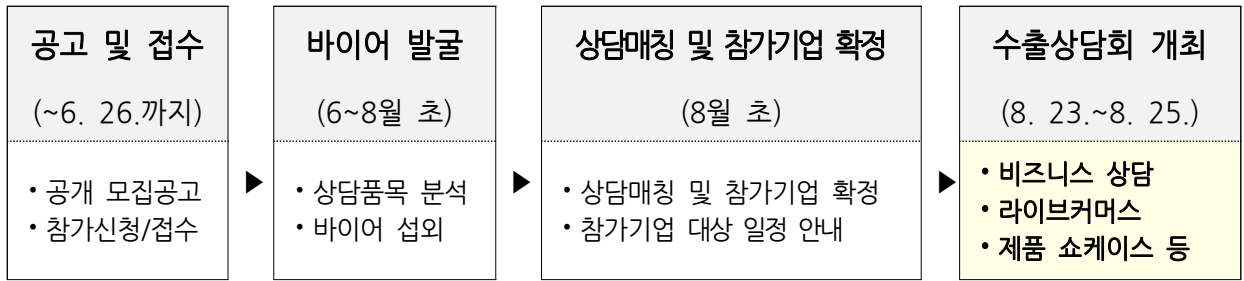 공고 및 접수
(~6. 26.까지)
• 공개 모집공고
• 참가신청/접수
▶
바이어 발굴
(6~8월 초)
• 상담품목 분석
• 바이어 섭외
▶
상담매칭 및 참가기업 확정
(8월 초)
• 상담매칭 및 참가기업 확정
• 참가기업 대상 일정 안내
▶
수출상담회 개최
(8. 23.~8. 25.)
• 비즈니스 상담
• 라이브커머스
• 제품 쇼케이스 등